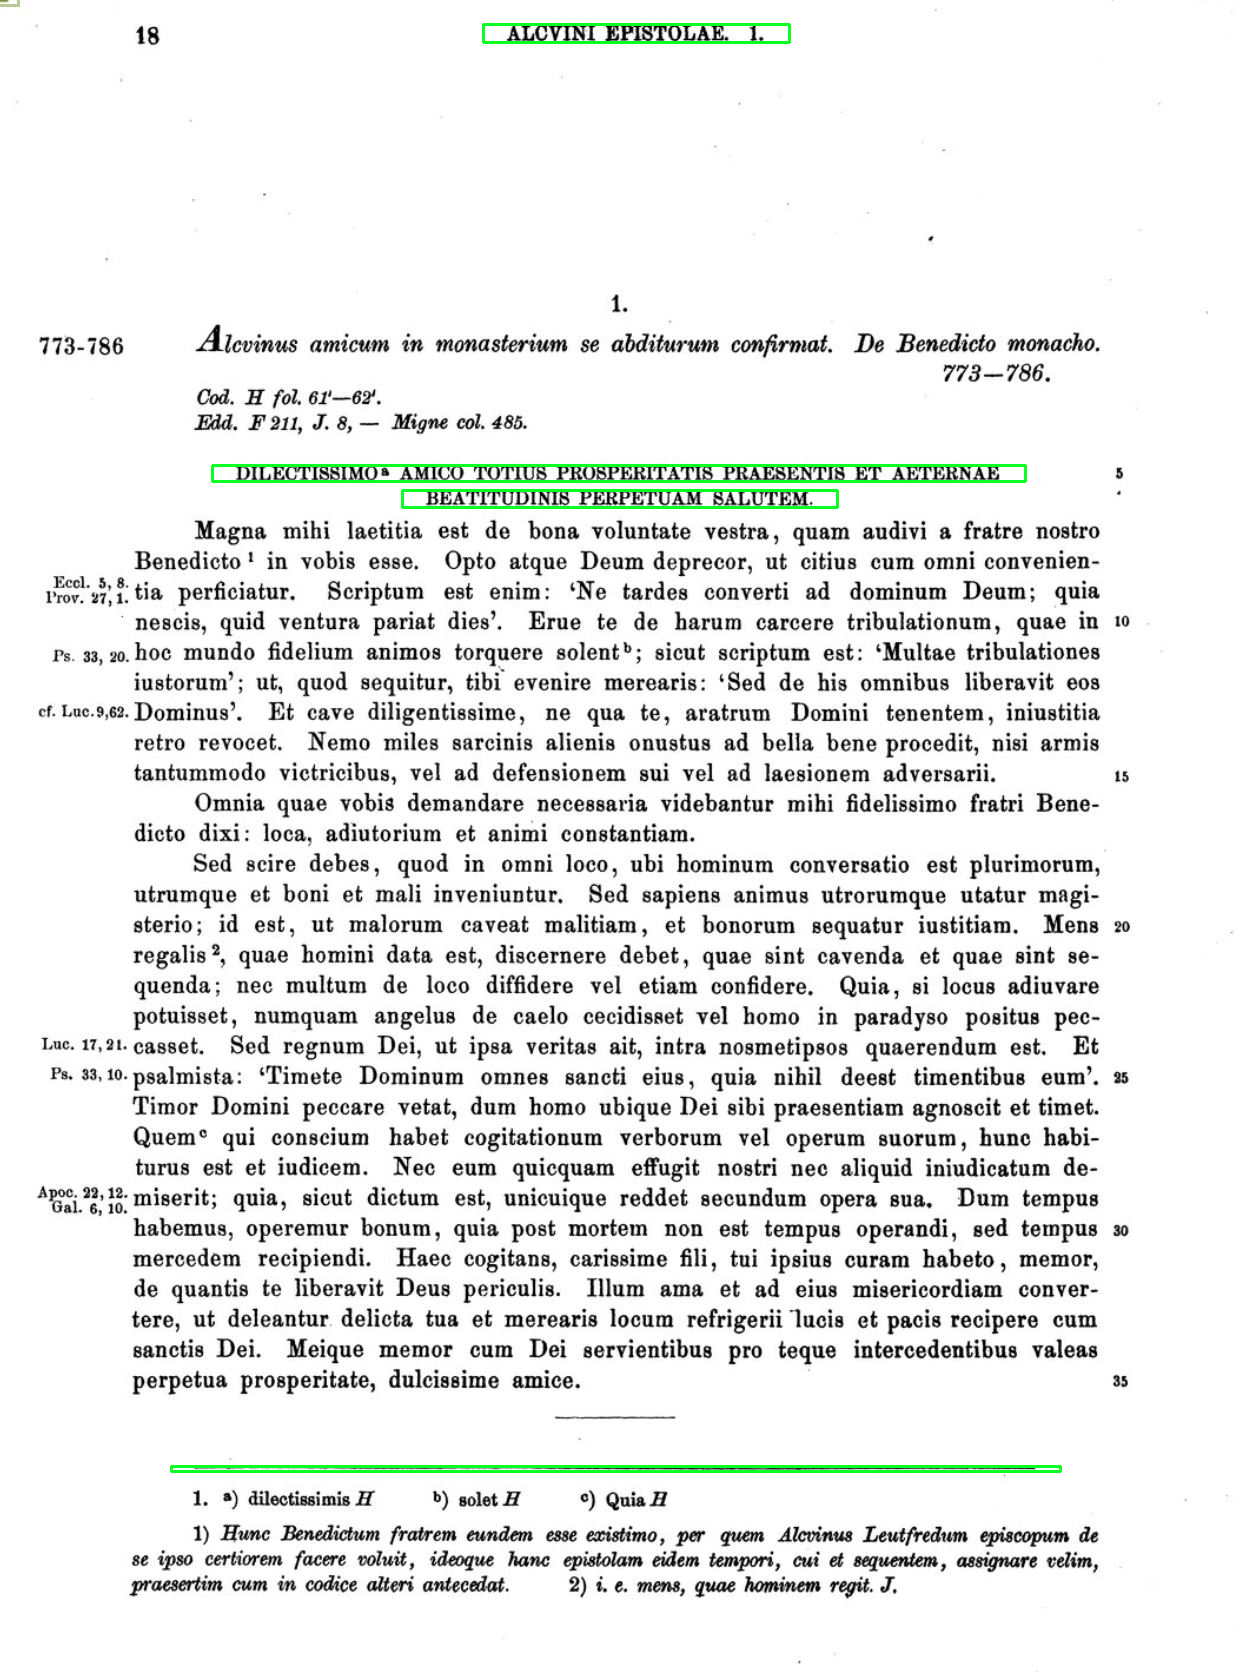 18
ALCVINI EPISTOLAE. 1.
1.
773-786
Alcvinus amicum in monasterium se abditurum confirmat. De Benedicto monacho.
773—786.
Cod. H fol. 61'—62'.
Edd. F 211, J. 8, — Migne col. 485.
DILECTISSIMOᵃ AMICO TOTIUS PROSPERITATIS PRAESENTIS ET AETERNAE 5
BEATITUDINIS PERPETUAM SALUTEM.
Magna mihi laetitia est de bona voluntate vestra, quam audivi a fratre nostro
Benedicto ¹ in vobis esse. Opto atque Deum deprecor, ut citius cum omni convenien-
Eccl. 5, 8.
Prov. 27, 1. tia perficiatur. Scriptum est enim: ‘Ne tardes converti ad dominum Deum; quia
nescis, quid ventura pariat dies’. Erue te de harum carcere tribulationum, quae in 10
Ps. 33, 20. hoc mundo fidelium animos torquere solentᵇ; sicut scriptum est: ‘Multae tribulationes
iustorum’; ut, quod sequitur, tibi evenire merearis: ‘Sed de his omnibus liberavit eos
cf. Luc. 9,62. Dominus’. Et cave diligentissime, ne qua te, aratrum Domini tenentem, iniustitia
retro revocet. Nemo miles sarcinis alienis onustus ad bella bene procedit, nisi armis
tantummodo victricibus, vel ad defensionem sui vel ad laesionem adversarii. 15
Omnia quae vobis demandare necessaria videbantur mihi fidelissimo fratri Bene-
dicto dixi: loca, adiutorium et animi constantiam.
Sed scire debes, quod in omni loco, ubi hominum conversatio est plurimorum,
utrumque et boni et mali inveniuntur. Sed sapiens animus utrorumque utatur magi-
sterio; id est, ut malorum caveat malitiam, et bonorum sequatur iustitiam. Mens 20
regalis ², quae homini data est, discernere debet, quae sint cavenda et quae sint se-
quenda; nec multum de loco diffidere vel etiam confidere. Quia, si locus adiuvare
potuisset, numquam angelus de caelo cecidisset vel homo in paradyso positus pec-
Luc. 17, 21. casset. Sed regnum Dei, ut ipsa veritas ait, intra nosmetipsos quaerendum est. Et
Ps. 33, 10. psalmista: ‘Timete Dominum omnes sancti eius, quia nihil deest timentibus eum’. 25
Timor Domini peccare vetat, dum homo ubique Dei sibi praesentiam agnoscit et timet.
Quemᶜ qui conscium habet cogitationum verborum vel operum suorum, hunc habi-
turus est et iudicem. Nec eum quicquam effugit nostri nec aliquid iniudicatum de-
Apoc. 22, 12.
Gal. 6, 10. miserit; quia, sicut dictum est, unicuique reddet secundum opera sua. Dum tempus
habemus, operemur bonum, quia post mortem non est tempus operandi, sed tempus 30
mercedem recipiendi. Haec cogitans, carissime fili, tui ipsius curam habeto, memor,
de quantis te liberavit Deus periculis. Illum ama et ad eius misericordiam conver-
tere, ut deleantur delicta tua et merearis locum refrigerii lucis et pacis recipere cum
sanctis Dei. Meique memor cum Dei servientibus pro teque intercedentibus valeas
perpetua prosperitate, dulcissime amice. 35
1. ᵃ) dilectissimis H ᵇ) solet H ᶜ) Quia H
1) Hunc Benedictum fratrem eundem esse existimo, per quem Alcvinus Leutfredum episcopum de
se ipso certiorem facere voluit, ideoque hanc epistolam eidem tempori, cui et sequentem, assignare velim,
praesertim cum in codice alteri antecedat. 2) i. e. mens, quae hominem regit. J.